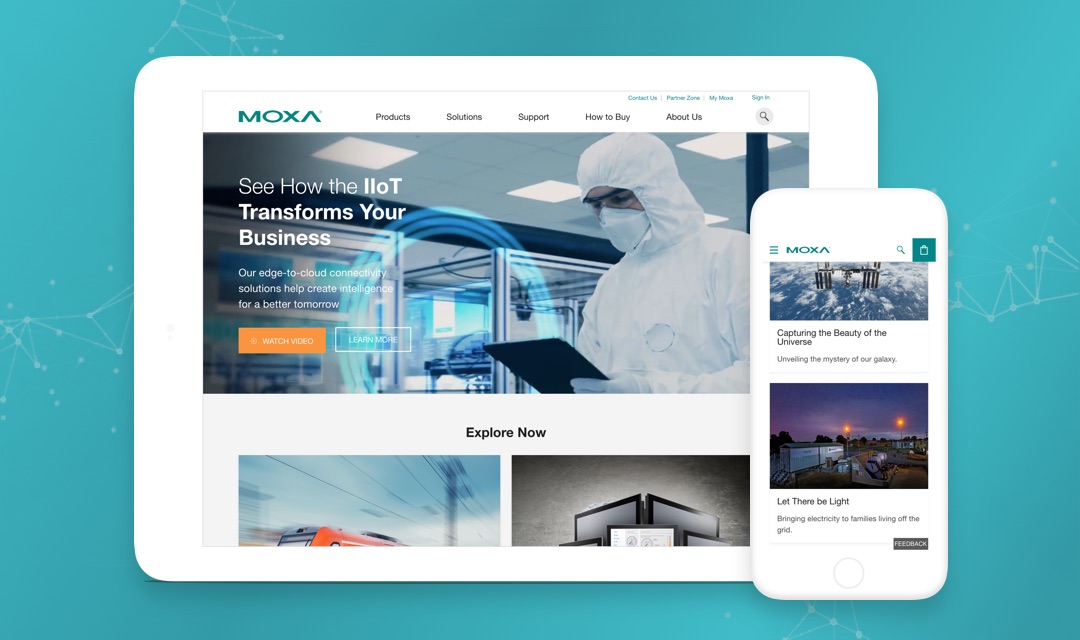 Contact Us | Partner Zone | My Moxa Sign In
MOXA Products Solutions Support How to Buy About Us
See How the IIoT
Transforms Your
Business
Our edge-to-cloud connectivity
solutions help create intelligence
for a better tomorrow
WATCH VIDEO LEARN MORE
Explore Now
MOXA
Capturing the Beauty of the
Universe
Unveiling the mystery of our galaxy.
Let There be Light
Bringing electricity to families living off the
grid.
FEEDBACK